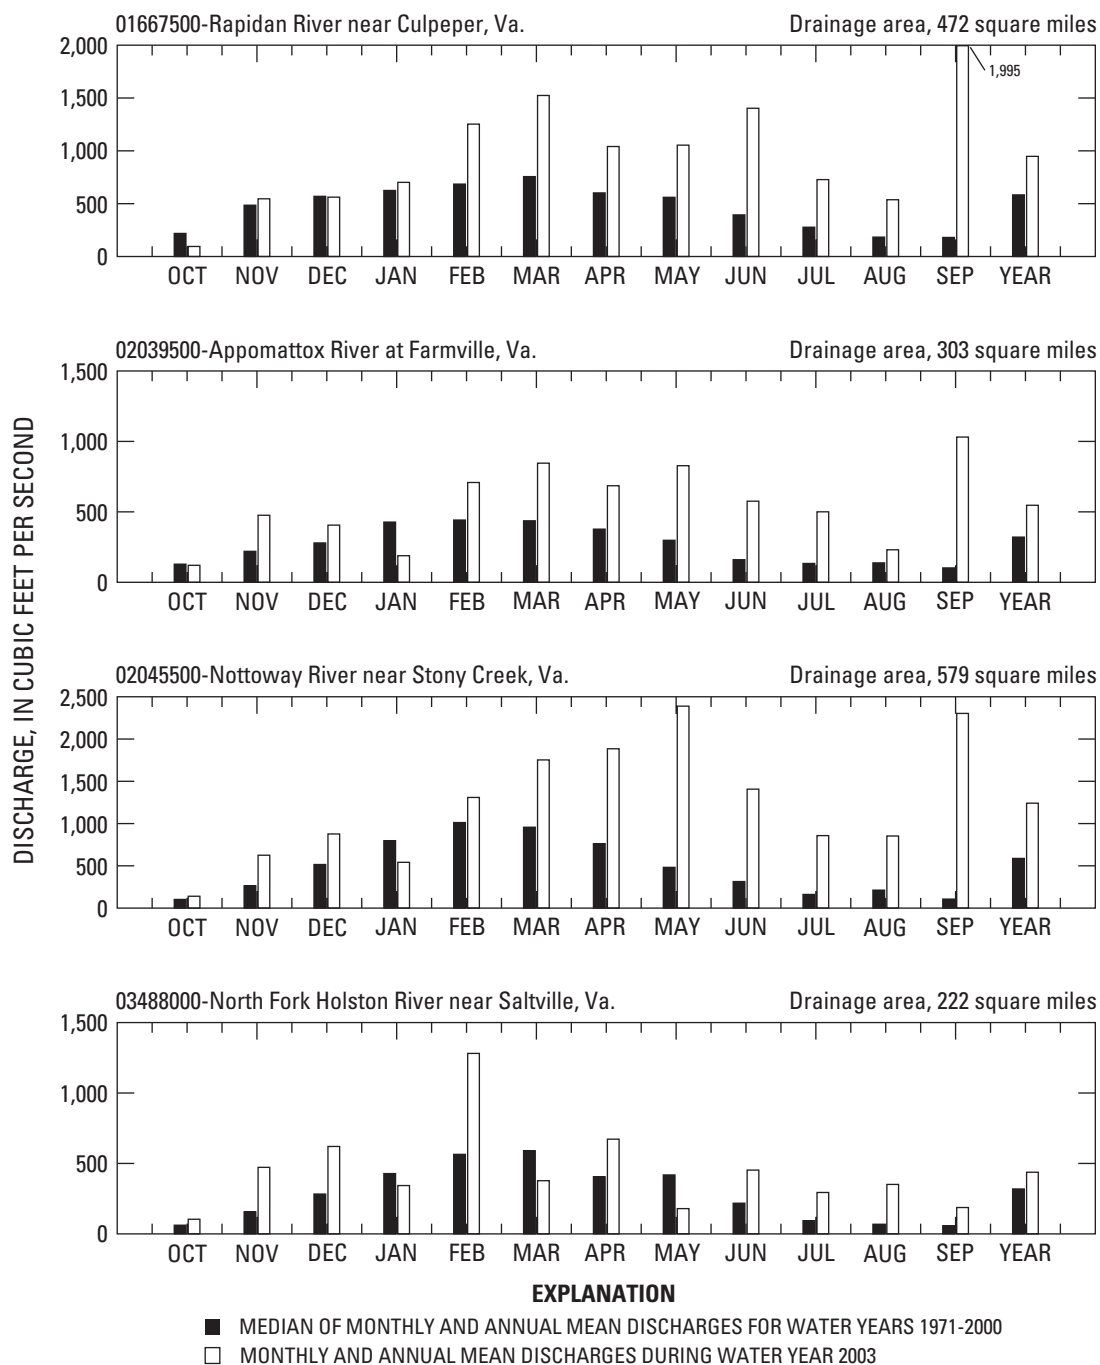 01667500-Rapidan River near Culpeper, Va. Drainage area, 472 square miles
2,000
1,995
1,500
1,000
500
0
OCT NOV DEC JAN FEB MAR APR MAY JUN JUL AUG SEP YEAR
02039500-Appomattox River at Farmville, Va. Drainage area, 303 square miles
1,500
1,000
500
0
OCT NOV DEC JAN FEB MAR APR MAY JUN JUL AUG SEP YEAR
DISCHARGE, IN CUBIC FEET PER SECOND
02045500-Nottoway River near Stony Creek, Va. Drainage area, 579 square miles
2,500
2,000
1,500
1,000
500
0
OCT NOV DEC JAN FEB MAR APR MAY JUN JUL AUG SEP YEAR
03488000-North Fork Holston River near Saltville, Va. Drainage area, 222 square miles
1,500
1,000
500
0
OCT NOV DEC JAN FEB MAR APR MAY JUN JUL AUG SEP YEAR
EXPLANATION
MEDIAN OF MONTHLY AND ANNUAL MEAN DISCHARGES FOR WATER YEARS 1971-2000
MONTHLY AND ANNUAL MEAN DISCHARGES DURING WATER YEAR 2003